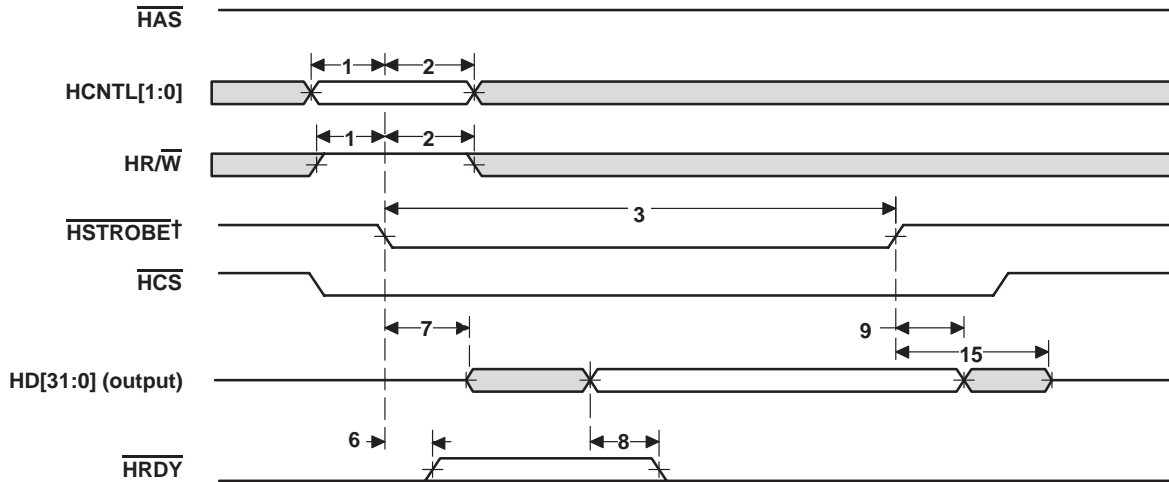 HAS
1 2
HCNTL[1:0]
1 2
HR/W
3
HSTROBE†
HCS
7 9
15
HD[31:0] (output)
6 8
HRDY